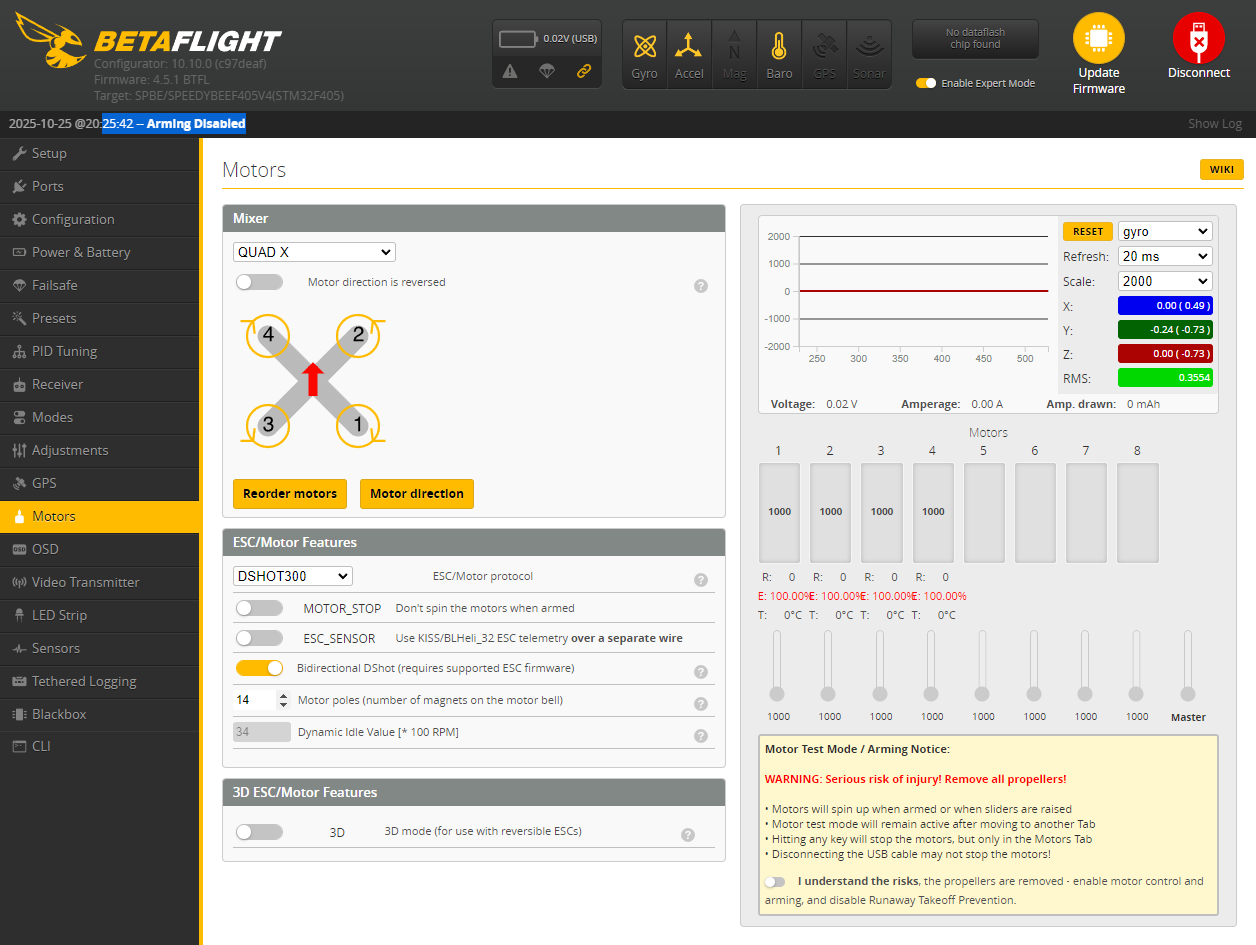 BETAFLIGHT
Configurator: 10.10.0 (c97deaf)
Firmware: 4.5.1 BTFL
Target: SPBE/SPEEDYBEEF405V4(STM32F405)
0.02V (USB)
Gyro Accel Mag Baro GPS Sonar
N
No dataflash
chip found
Enable Expert Mode
Update
Firmware
Disconnect
2025-10-25 @20:25:42 -- Arming Disabled
Show Log
Setup
Ports
Configuration
Power & Battery
Failsafe
Presets
PID Tuning
Receiver
Modes
Adjustments
GPS
Motors
OSD
OSD
Video Transmitter
LED Strip
Sensors
Tethered Logging
Blackbox
CLI
Motors
WIKI
Mixer
QUAD X
Motor direction is reversed ?
4 2
3 1
Reorder motors Motor direction
ESC/Motor Features
DSHOT300 ESC/Motor protocol ?
MOTOR_STOP Don't spin the motors when armed
ESC_SENSOR Use KISS/BLHeli_32 ESC telemetry over a separate wire
Bidirectional DShot (requires supported ESC firmware) ?
14 Motor poles (number of magnets on the motor bell) ?
34 Dynamic Idle Value [* 100 RPM] ?
3D ESC/Motor Features
3D 3D mode (for use with reversible ESCs) ?
2000
1000
0
-1000
-2000
250 300 350 400 450 500
RESET gyro
Refresh: 20 ms
Scale: 2000
X: 0.00 ( 0.49 )
Y: -0.24 ( -0.73 )
Z: 0.00 ( -0.73 )
RMS: 0.3554
Voltage: 0.02 V Amperage: 0.00 A Amp. drawn: 0 mAh
Motors
1 2 3 4 5 6 7 8
1000 1000 1000 1000
R: 0 R: 0 R: 0 R: 0
E: 100.00% E: 100.00% E: 100.00% E: 100.00%
T: 0°C T: 0°C T: 0°C T: 0°C
1000 1000 1000 1000 1000 1000 1000 1000 Master
Motor Test Mode / Arming Notice:
WARNING: Serious risk of injury! Remove all propellers!
• Motors will spin up when armed or when sliders are raised
• Motor test mode will remain active after moving to another Tab
• Hitting any key will stop the motors, but only in the Motors Tab
• Disconnecting the USB cable may not stop the motors!
I understand the risks, the propellers are removed - enable motor control and
arming, and disable Runaway Takeoff Prevention.